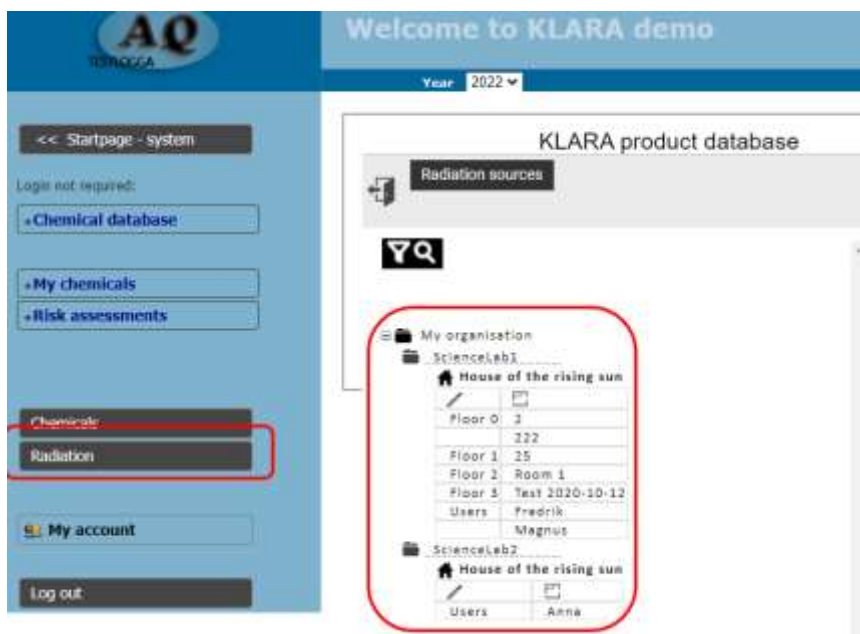 AQ
TESTLOGGA
Welcome to KLARA demo
Year 2022
<< Startpage - system
Login not required:
+Chemical database
+My chemicals
+Risk assessments
Chemicals
Radiation
My account
Log out
KLARA product database
Radiation sources
My organisation
ScienceLab1
House of the rising sun
Floor 0 2
222
Floor 1 25
Floor 2 Room 1
Floor 3 Test 2020-10-12
Users Fredrik
Magnus
ScienceLab2
House of the rising sun
Users Anna